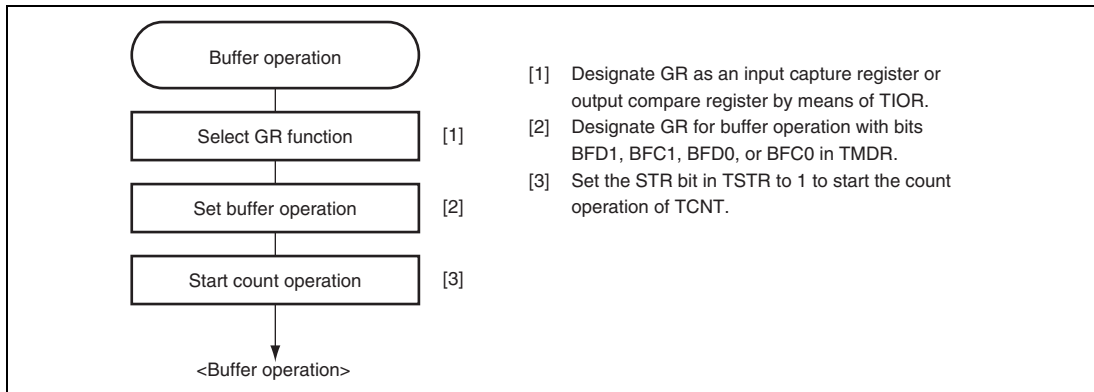 Buffer operation
Select GR function
[1]
Set buffer operation
[2]
Start count operation
[3]
<Buffer operation>
[1] Designate GR as an input capture register or
output compare register by means of TIOR.
[2] Designate GR for buffer operation with bits
BFD1, BFC1, BFD0, or BFC0 in TMDR.
[3] Set the STR bit in TSTR to 1 to start the count
operation of TCNT.